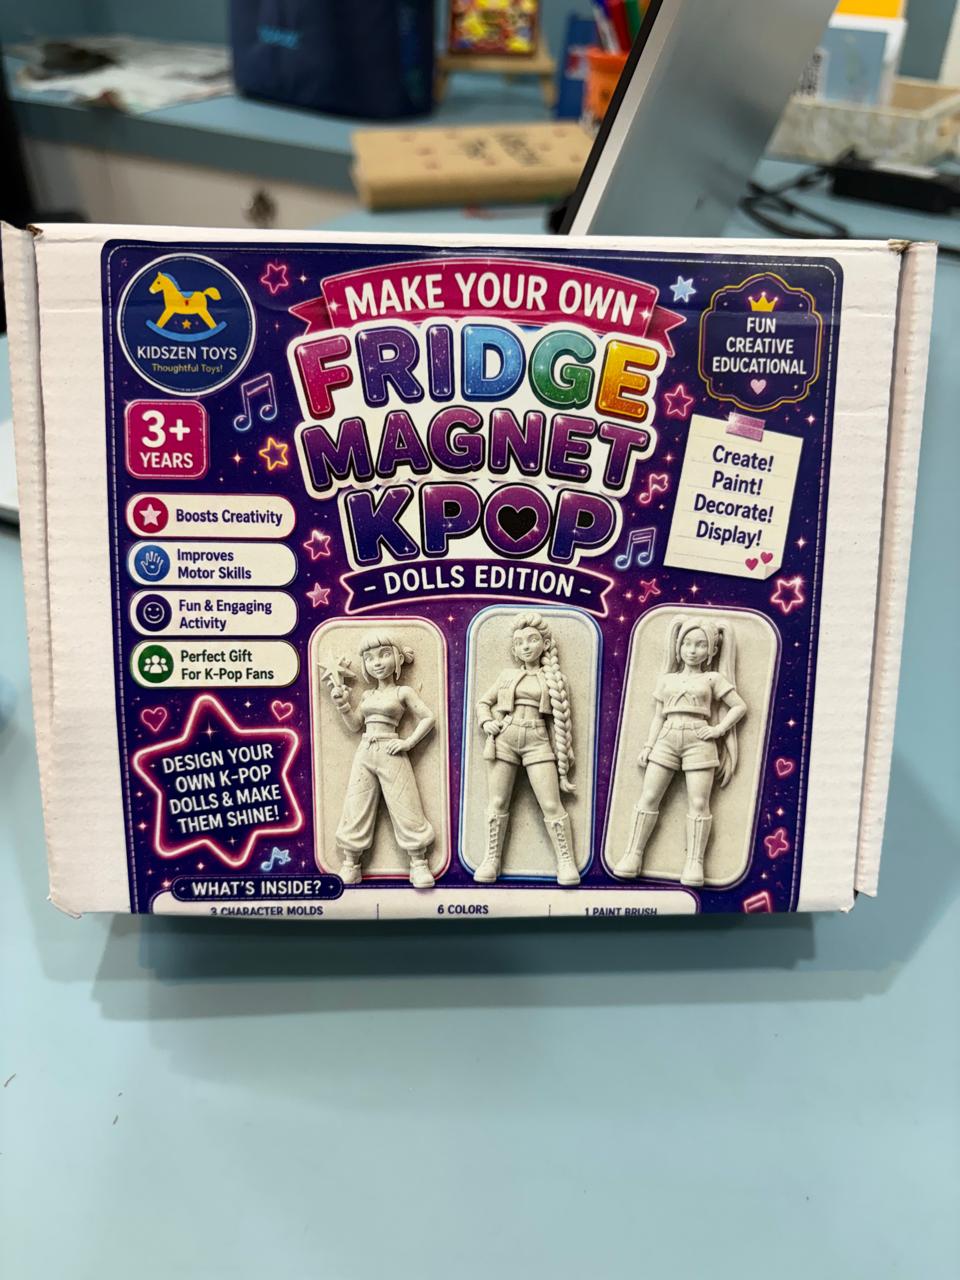 MAKE YOUR OWN
FRIDGE
MAGNET
KPOP
- DOLLS EDITION -
KIDSZEN TOYS
Thoughtful Toys!
3+
YEARS
FUN
CREATIVE
EDUCATIONAL
Create!
Paint!
Decorate!
Display!
Boosts Creativity
Improves
Motor Skills
Fun & Engaging
Activity
Perfect Gift
For K-Pop Fans
DESIGN YOUR
OWN K-POP
DOLLS & MAKE
THEM SHINE!
WHAT'S INSIDE?
3 CHARACTER MOLDS
6 COLORS
1 PAINT BRUSH